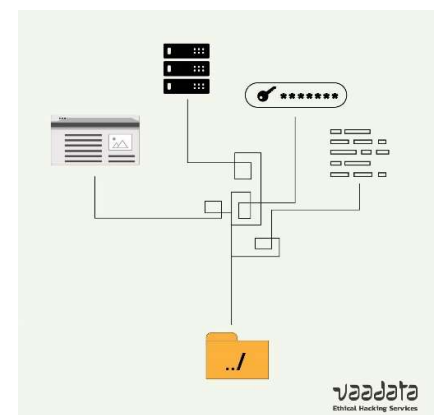 *******
../
vaadata
Ethical Hacking Services